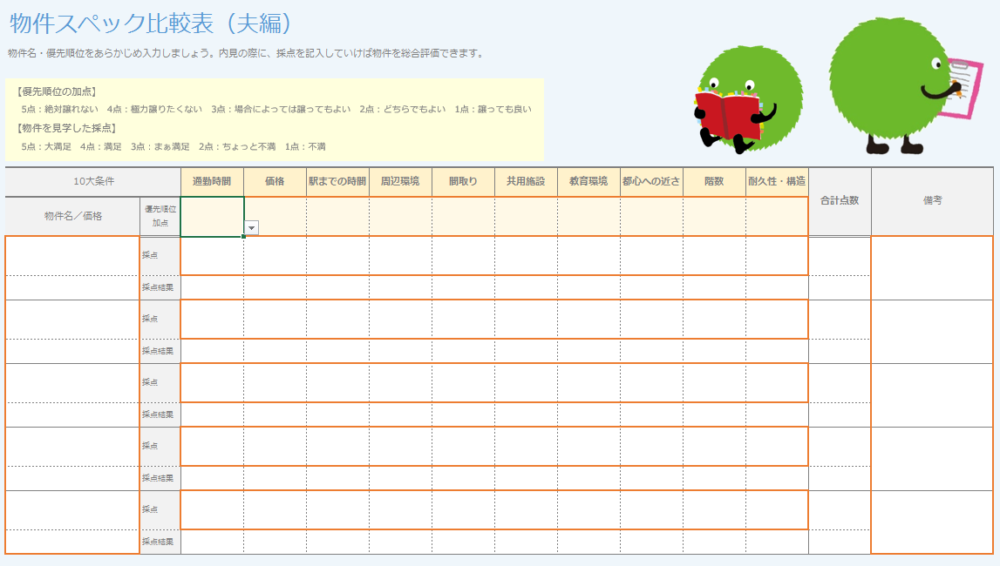 物件スペック比較表（夫編）
物件名・優先順位をあらかじめ入力しましょう。内見の際に、採点を記入していけば物件を総合評価できます。
【優先順位の加点】
5点：絶対譲れない　4点：極力譲りたくない　3点：場合によっては譲ってもよい　2点：どちらでもよい　1点：譲っても良い
【物件を見学した採点】
5点：大満足　4点：満足　3点：まぁ満足　2点：ちょっと不満　1点：不満
10大条件 通勤時間 価格 駅までの時間 周辺環境 間取り 共用施設 教育環境 都心への近さ 階数 耐久性・構造 合計点数 備考
物件名／価格 優先順位
加点
採点
採点結果
採点
採点結果
採点
採点結果
採点
採点結果
採点
採点結果